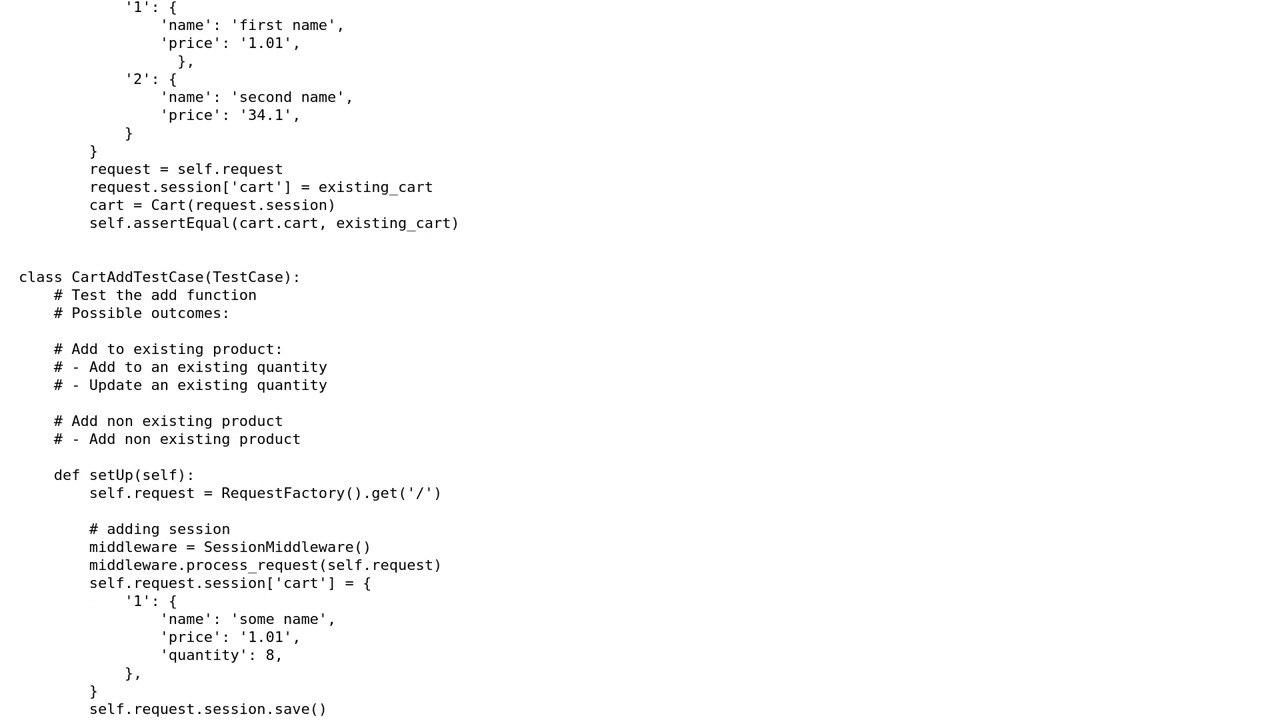 '1': {
                'name': 'first name',
                'price': '1.01',
                  },
            '2': {
                'name': 'second name',
                'price': '34.1',
            }
        }
        request = self.request
        request.session['cart'] = existing_cart
        cart = Cart(request.session)
        self.assertEqual(cart.cart, existing_cart)


class CartAddTestCase(TestCase):
    # Test the add function
    # Possible outcomes:

    # Add to existing product:
    # - Add to an existing quantity
    # - Update an existing quantity

    # Add non existing product
    # - Add non existing product

    def setUp(self):
        self.request = RequestFactory().get('/')

        # adding session
        middleware = SessionMiddleware()
        middleware.process_request(self.request)
        self.request.session['cart'] = {
            '1': {
                'name': 'some name',
                'price': '1.01',
                'quantity': 8,
            },
        }
        self.request.session.save()